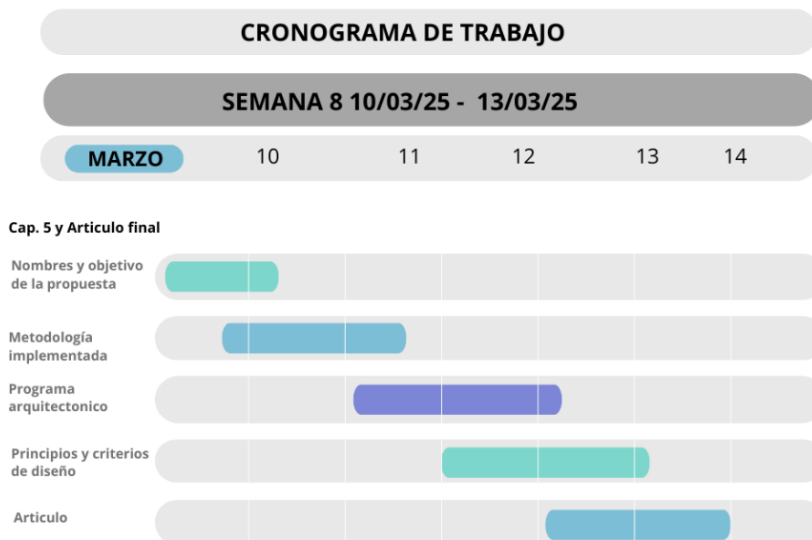 CRONOGRAMA DE TRABAJO
SEMANA 8 10/03/25 - 13/03/25
MARZO 10 11 12 13 14
Cap. 5 y Articulo final
Nombres y objetivo
de la propuesta
Metodología
implementada
Programa
arquitectonico
Principios y criterios
de diseño
Articulo